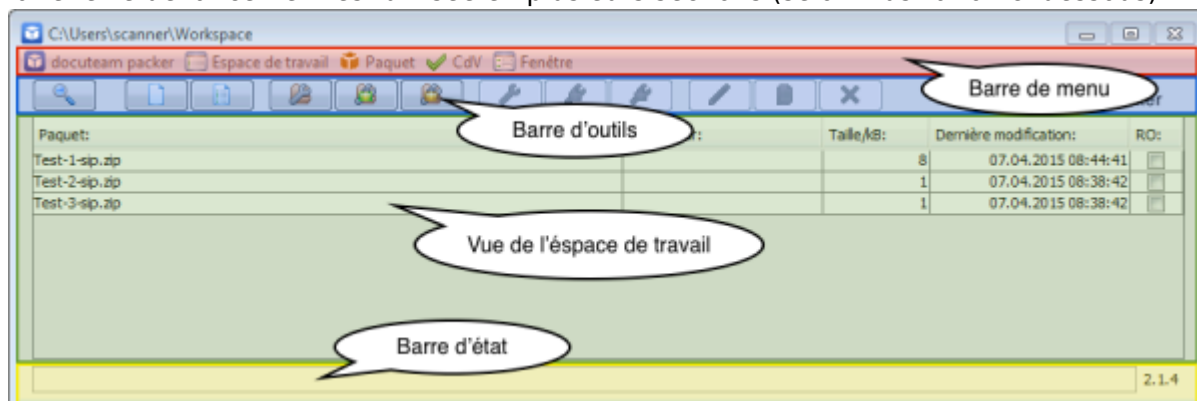 C:\Users\scanner\Workspace
docuteam packer Espace de travail Paquet CdV Fenêtre
Barre de menu
Barre d'outils
Paquet: Taille/kB: Dernière modification: RO:
Test-1-sip.zip 8 07.04.2015 08:44:41
Test-2-sip.zip 1 07.04.2015 08:38:42
Test-3-sip.zip 1 07.04.2015 08:38:42
Vue de l'éspace de travail
Barre d'état
2.1.4